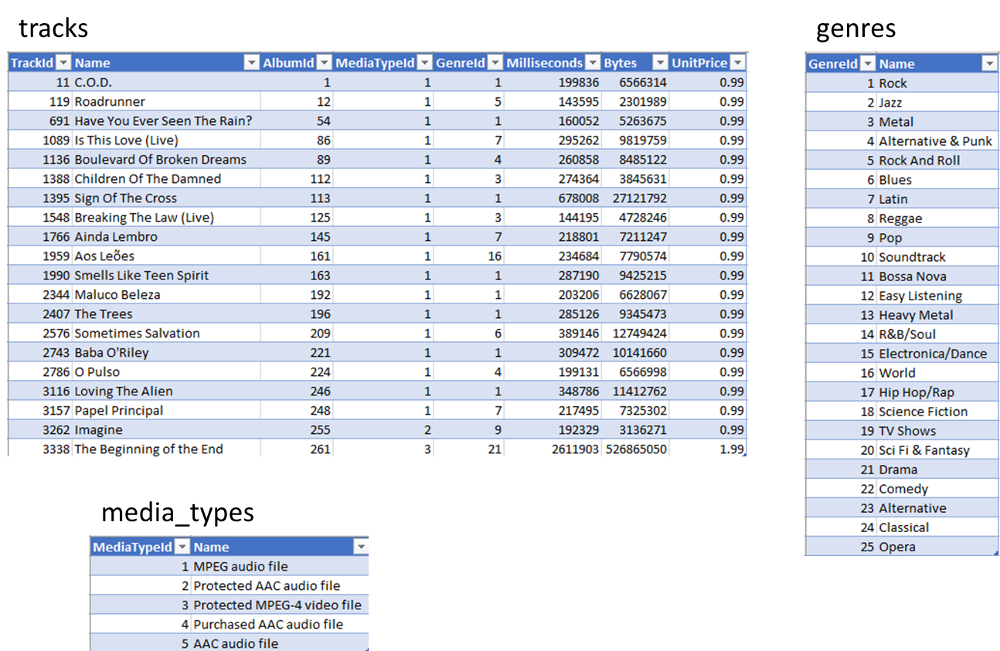 tracks
TrackId Name AlbumId MediaTypeId GenreId Milliseconds Bytes UnitPrice
11 C.O.D. 1 1 1 199836 6566314 0.99
119 Roadrunner 12 1 5 143595 2301989 0.99
691 Have You Ever Seen The Rain? 54 1 1 160052 5263675 0.99
1089 Is This Love (Live) 86 1 7 295262 9819759 0.99
1136 Boulevard Of Broken Dreams 89 1 4 260858 8485122 0.99
1388 Children Of The Damned 112 1 3 274364 3845631 0.99
1395 Sign Of The Cross 113 1 1 678008 27121792 0.99
1548 Breaking The Law (Live) 125 1 3 144195 4728246 0.99
1766 Ainda Lembro 145 1 7 218801 7211247 0.99
1959 Aos Leões 161 1 16 234684 7790574 0.99
1990 Smells Like Teen Spirit 163 1 1 287190 9425215 0.99
2344 Maluco Beleza 192 1 1 203206 6628067 0.99
2407 The Trees 196 1 1 285126 9345473 0.99
2576 Sometimes Salvation 209 1 6 389146 12749424 0.99
2743 Baba O'Riley 221 1 1 309472 10141660 0.99
2786 O Pulso 224 1 4 199131 6566998 0.99
3116 Loving The Alien 246 1 1 348786 11412762 0.99
3157 Papel Principal 248 1 7 217495 7325302 0.99
3262 Imagine 255 2 9 192329 3136271 0.99
3338 The Beginning of the End 261 3 21 2611903 526865050 1.99
genres
GenreId Name
1 Rock
2 Jazz
3 Metal
4 Alternative & Punk
5 Rock And Roll
6 Blues
7 Latin
8 Reggae
9 Pop
10 Soundtrack
11 Bossa Nova
12 Easy Listening
13 Heavy Metal
14 R&B/Soul
15 Electronica/Dance
16 World
17 Hip Hop/Rap
18 Science Fiction
19 TV Shows
20 Sci Fi & Fantasy
21 Drama
22 Comedy
23 Alternative
24 Classical
25 Opera
media_types
MediaTypeId Name
1 MPEG audio file
2 Protected AAC audio file
3 Protected MPEG-4 video file
4 Purchased AAC audio file
5 AAC audio file